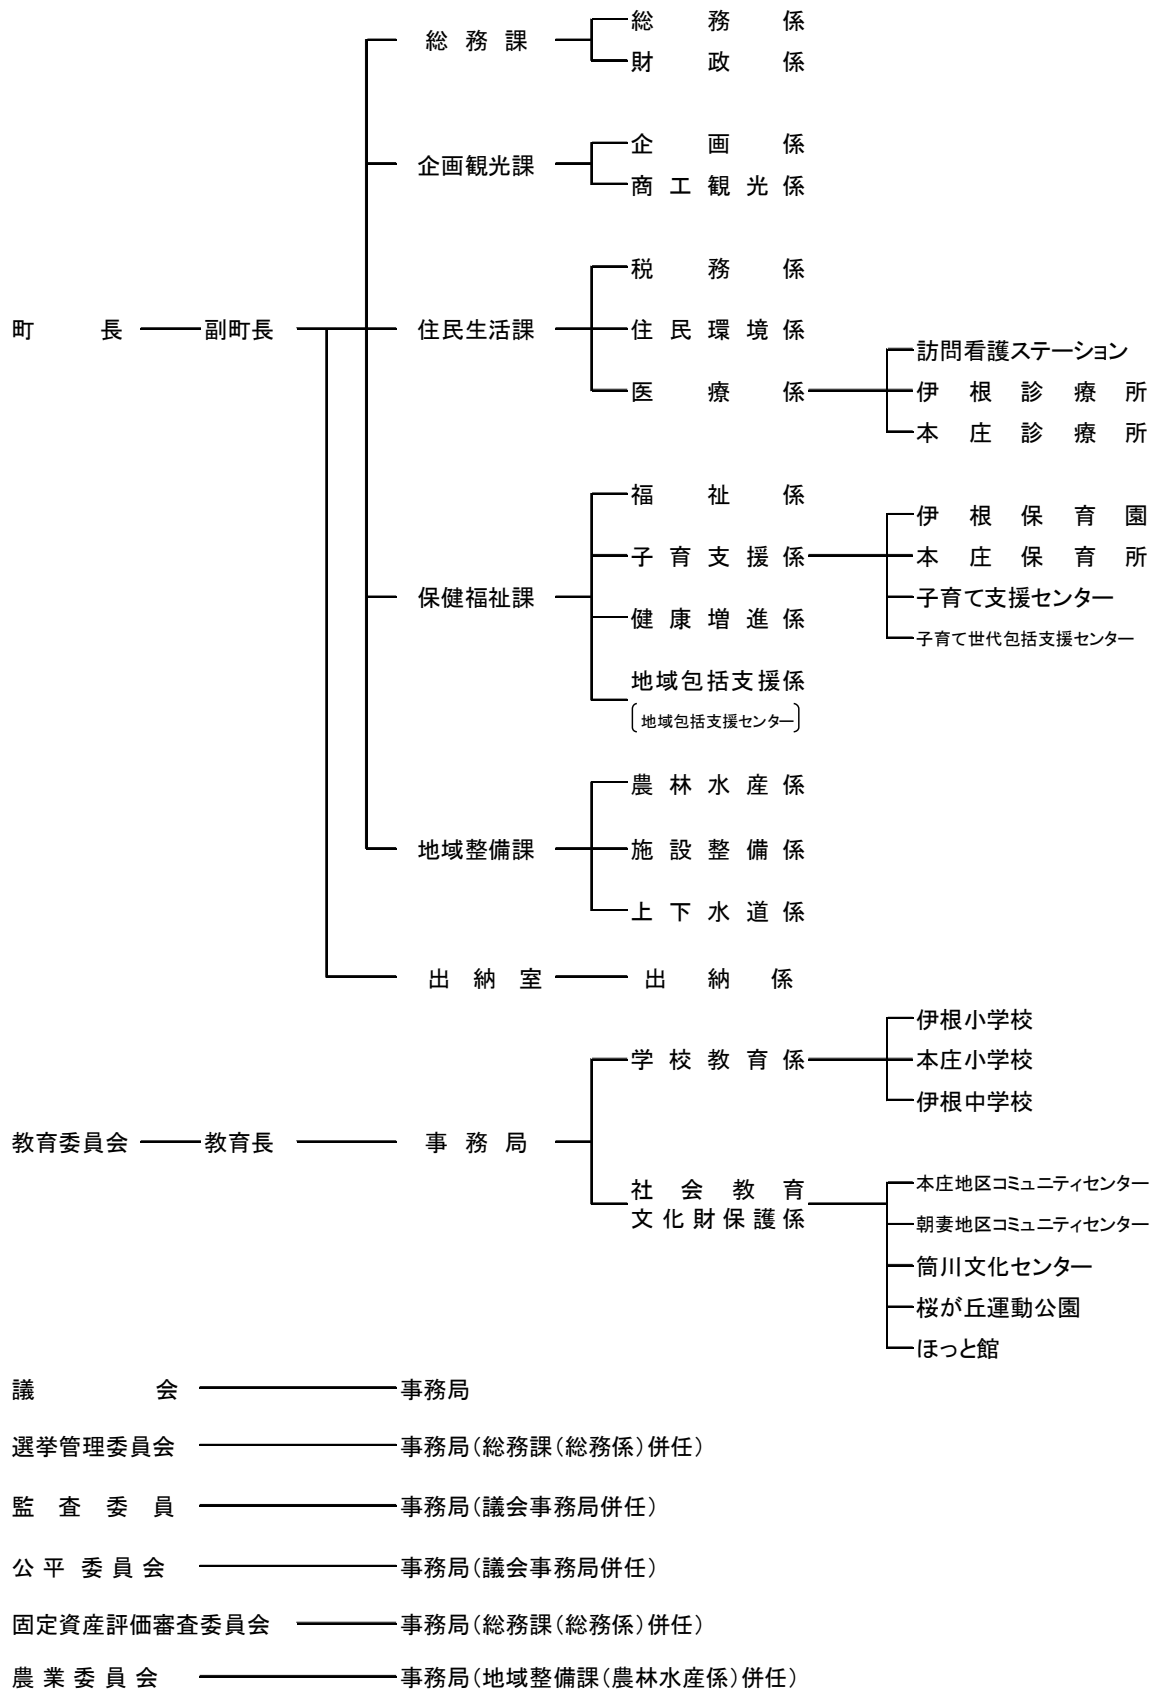 総務課
総務係
財政係
企画観光課
企画係
商工観光係
町長
副町長
住民生活課
税務係
住民環境係
医療係
訪問看護ステーション
伊根診療所
本庄診療所
保健福祉課
福祉係
子育支援係
伊根保育園
本庄保育所
子育て支援センター
子育て世代包括支援センター
健康増進係
地域包括支援係
〔地域包括支援センター〕
地域整備課
農林水産係
施設整備係
上下水道係
出納室
出納係
教育委員会
教育長
事務局
学校教育係
伊根小学校
本庄小学校
伊根中学校
社会教育
文化財保護係
本庄地区コミュニティセンター
朝妻地区コミュニティセンター
筒川文化センター
桜が丘運動公園
ほっと館
議会
事務局
選挙管理委員会
事務局(総務課(総務係)併任)
監査委員
事務局(議会事務局併任)
公平委員会
事務局(議会事務局併任)
固定資産評価審査委員会
事務局(総務課(総務係)併任)
農業委員会
事務局(地域整備課(農林水産係)併任)